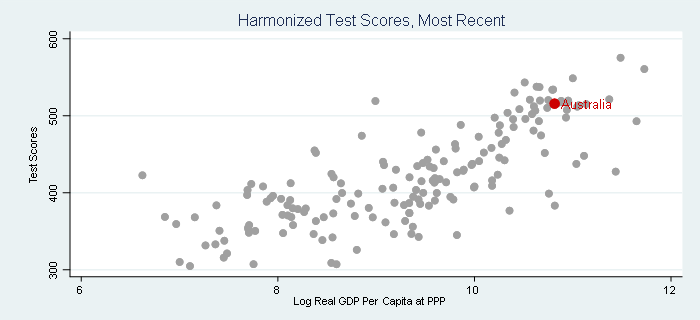 Harmonized Test Scores, Most Recent
600
500
400
300
Test Scores
Australia
6
8
10
12
Log Real GDP Per Capita at PPP